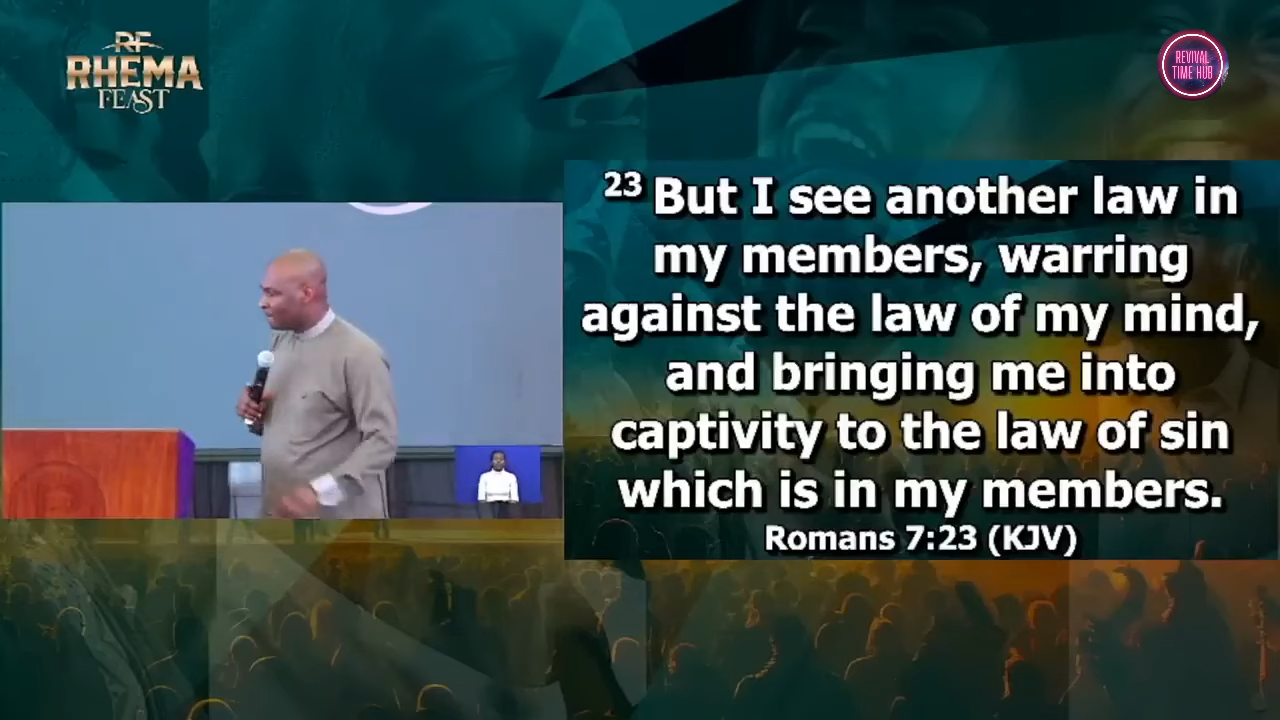 RF
RHEMA
FEAST
REVIVAL
TIME HUB
23 But I see another law in
my members, warring
against the law of my mind,
and bringing me into
captivity to the law of sin
which is in my members.
Romans 7:23 (KJV)